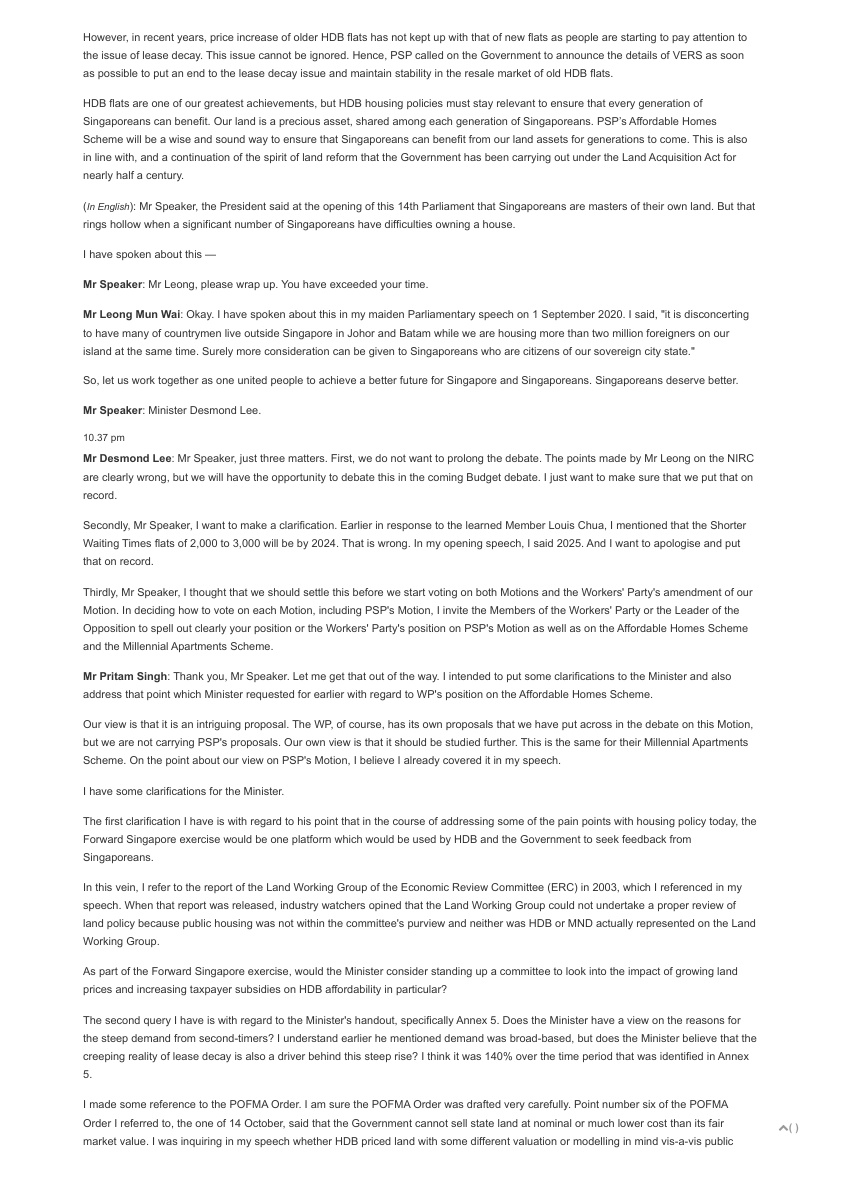 However, in recent years, price increase of older HDB flats has not kept up with that of new flats as people are starting to pay attention to
the issue of lease decay. This issue cannot be ignored. Hence, PSP called on the Government to announce the details of VERS as soon
as possible to put an end to the lease decay issue and maintain stability in the resale market of old HDB flats.
HDB flats are one of our greatest achievements, but HDB housing policies must stay relevant to ensure that every generation of
Singaporeans can benefit. Our land is a precious asset, shared among each generation of Singaporeans. PSP's Affordable Homes
Scheme will be a wise and sound way to ensure that Singaporeans can benefit from our land assets for generations to come. This is also
in line with, and a continuation of the spirit of land reform that the Government has been carrying out under the Land Acquisition Act for
nearly half a century.
(In English): Mr Speaker, the President said at the opening of this 14th Parliament that Singaporeans are masters of their own land. But that
rings hollow when a significant number of Singaporeans have difficulties owning a house.
I have spoken about this —
Mr Speaker: Mr Leong, please wrap up. You have exceeded your time.
Mr Leong Mun Wai: Okay. I have spoken about this in my maiden Parliamentary speech on 1 September 2020. I said, "it is disconcerting
to have many of countrymen live outside Singapore in Johor and Batam while we are housing more than two million foreigners on our
island at the same time. Surely more consideration can be given to Singaporeans who are citizens of our sovereign city state."
So, let us work together as one united people to achieve a better future for Singapore and Singaporeans. Singaporeans deserve better.
Mr Speaker: Minister Desmond Lee.
10.37 pm
Mr Desmond Lee: Mr Speaker, just three matters. First, we do not want to prolong the debate. The points made by Mr Leong on the NIRC
are clearly wrong, but we will have the opportunity to debate this in the coming Budget debate. I just want to make sure that we put that on
record.
Secondly, Mr Speaker, I want to make a clarification. Earlier in response to the learned Member Louis Chua, I mentioned that the Shorter
Waiting Times flats of 2,000 to 3,000 will be by 2024. That is wrong. In my opening speech, I said 2025. And I want to apologise and put
that on record.
Thirdly, Mr Speaker, I thought that we should settle this before we start voting on both Motions and the Workers' Party's amendment of our
Motion. In deciding how to vote on each Motion, including PSP's Motion, I invite the Members of the Workers' Party or the Leader of the
Opposition to spell out clearly your position or the Workers' Party's position on PSP's Motion as well as on the Affordable Homes Scheme
and the Millennial Apartments Scheme.
Mr Pritam Singh: Thank you, Mr Speaker. Let me get that out of the way. I intended to put some clarifications to the Minister and also
address that point which Minister requested for earlier with regard to WP's position on the Affordable Homes Scheme.
Our view is that it is an intriguing proposal. The WP, of course, has its own proposals that we have put across in the debate on this Motion,
but we are not carrying PSP's proposals. Our own view is that it should be studied further. This is the same for their Millennial Apartments
Scheme. On the point about our view on PSP's Motion, I believe I already covered it in my speech.
I have some clarifications for the Minister.
The first clarification I have is with regard to his point that in the course of addressing some of the pain points with housing policy today, the
Forward Singapore exercise would be one platform which would be used by HDB and the Government to seek feedback from
Singaporeans.
In this vein, I refer to the report of the Land Working Group of the Economic Review Committee (ERC) in 2003, which I referenced in my
speech. When that report was released, industry watchers opined that the Land Working Group could not undertake a proper review of
land policy because public housing was not within the committee's purview and neither was HDB or MND actually represented on the Land
Working Group.
As part of the Forward Singapore exercise, would the Minister consider standing up a committee to look into the impact of growing land
prices and increasing taxpayer subsidies on HDB affordability in particular?
The second query I have is with regard to the Minister's handout, specifically Annex 5. Does the Minister have a view on the reasons for
the steep demand from second-timers? I understand earlier he mentioned demand was broad-based, but does the Minister believe that the
creeping reality of lease decay is also a driver behind this steep rise? I think it was 140% over the time period that was identified in Annex
5.
I made some reference to the POFMA Order. I am sure the POFMA Order was drafted very carefully. Point number six of the POFMA
Order I referred to, the one of 14 October, said that the Government cannot sell state land at nominal or much lower cost than its fair
market value. I was inquiring in my speech whether HDB priced land with some different valuation or modelling in mind vis-a-vis public
( )